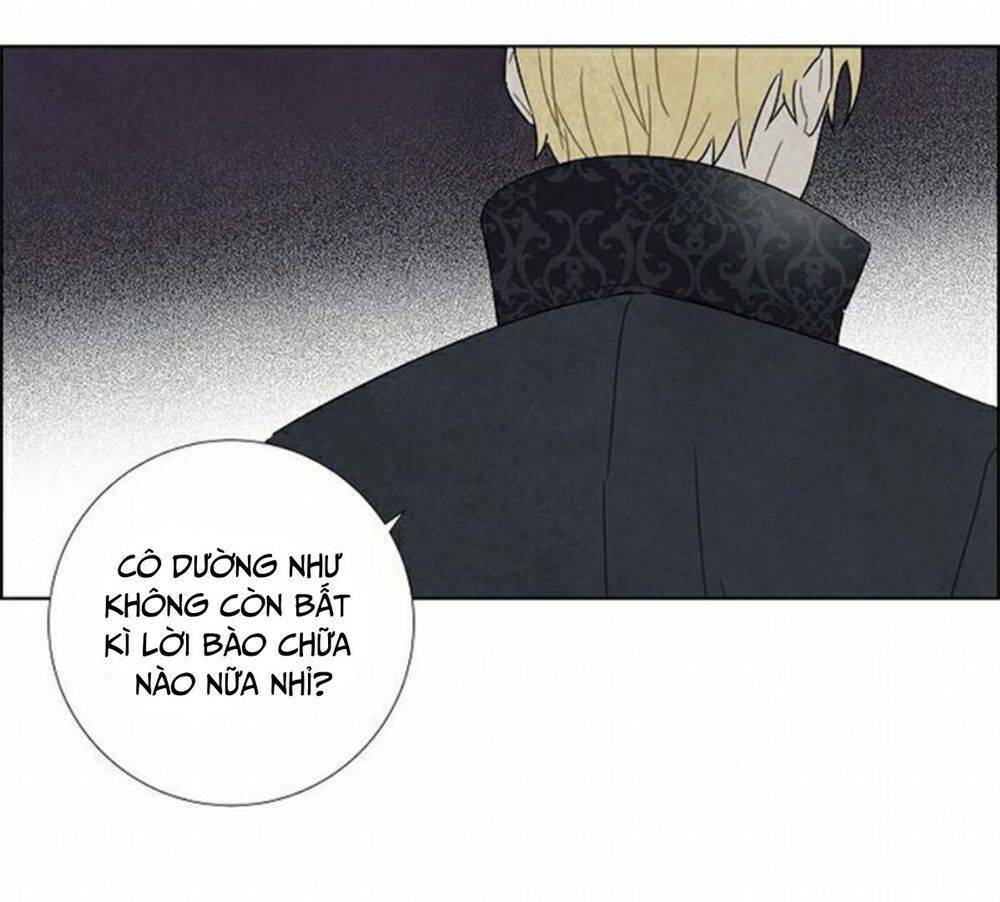 CÔ DƯỜNG NHƯ
KHÔNG CÒN BẤT
KÌ LỜI BÀO CHỮA
NÀO NỮA NHỈ?